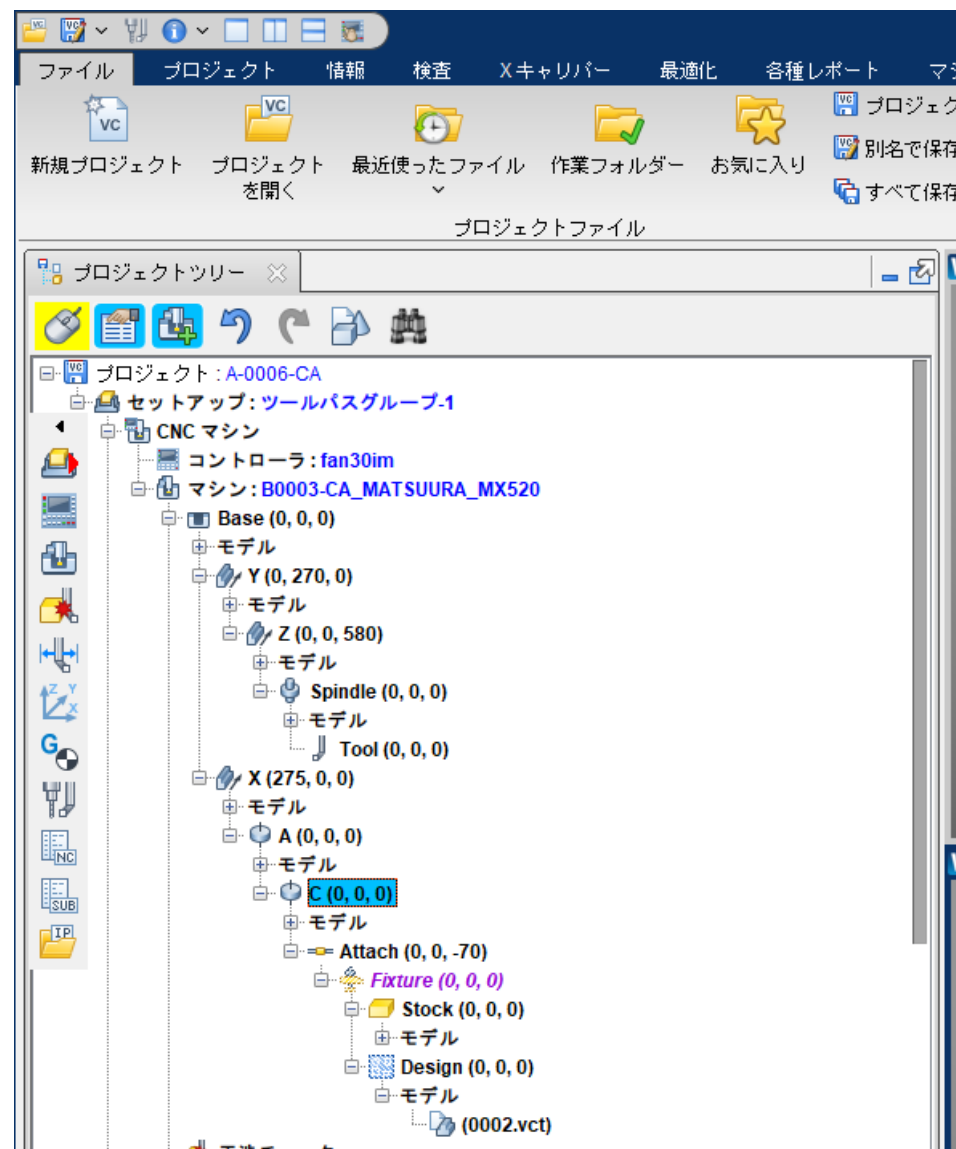 ファイル プロジェクト 情報 検査 Xキャリパー 最適化 各種レポート
新規プロジェクト プロジェクトを開く 最近使ったファイル 作業フォルダー お気に入り
プロジェク
別名で保存
すべて保存
プロジェクトファイル
プロジェクトツリー
プロジェクト : A-0006-CA
セットアップ : ツールパスグループ-1
CNC マシン
コントローラ : fan30im
マシン : B0003-CA_MATSUURA_MX520
Base (0, 0, 0)
モデル
Y (0, 270, 0)
モデル
Z (0, 0, 580)
モデル
Spindle (0, 0, 0)
モデル
Tool (0, 0, 0)
X (275, 0, 0)
モデル
A (0, 0, 0)
モデル
C (0, 0, 0)
モデル
Attach (0, 0, -70)
Fixture (0, 0, 0)
Stock (0, 0, 0)
モデル
Design (0, 0, 0)
モデル
(0002.vct)